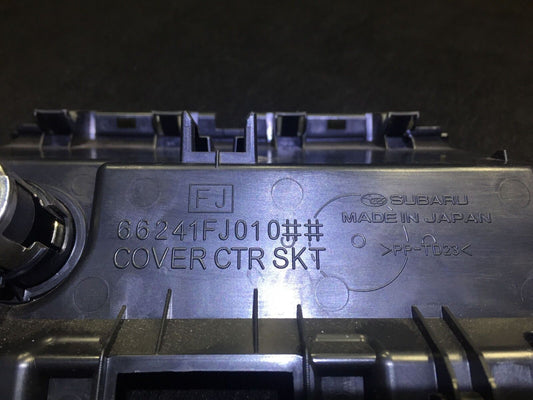 FJ
66241FJ010##
COVER CTR SKT
SUBARU
MADE IN JAPAN
>PP-TD23<